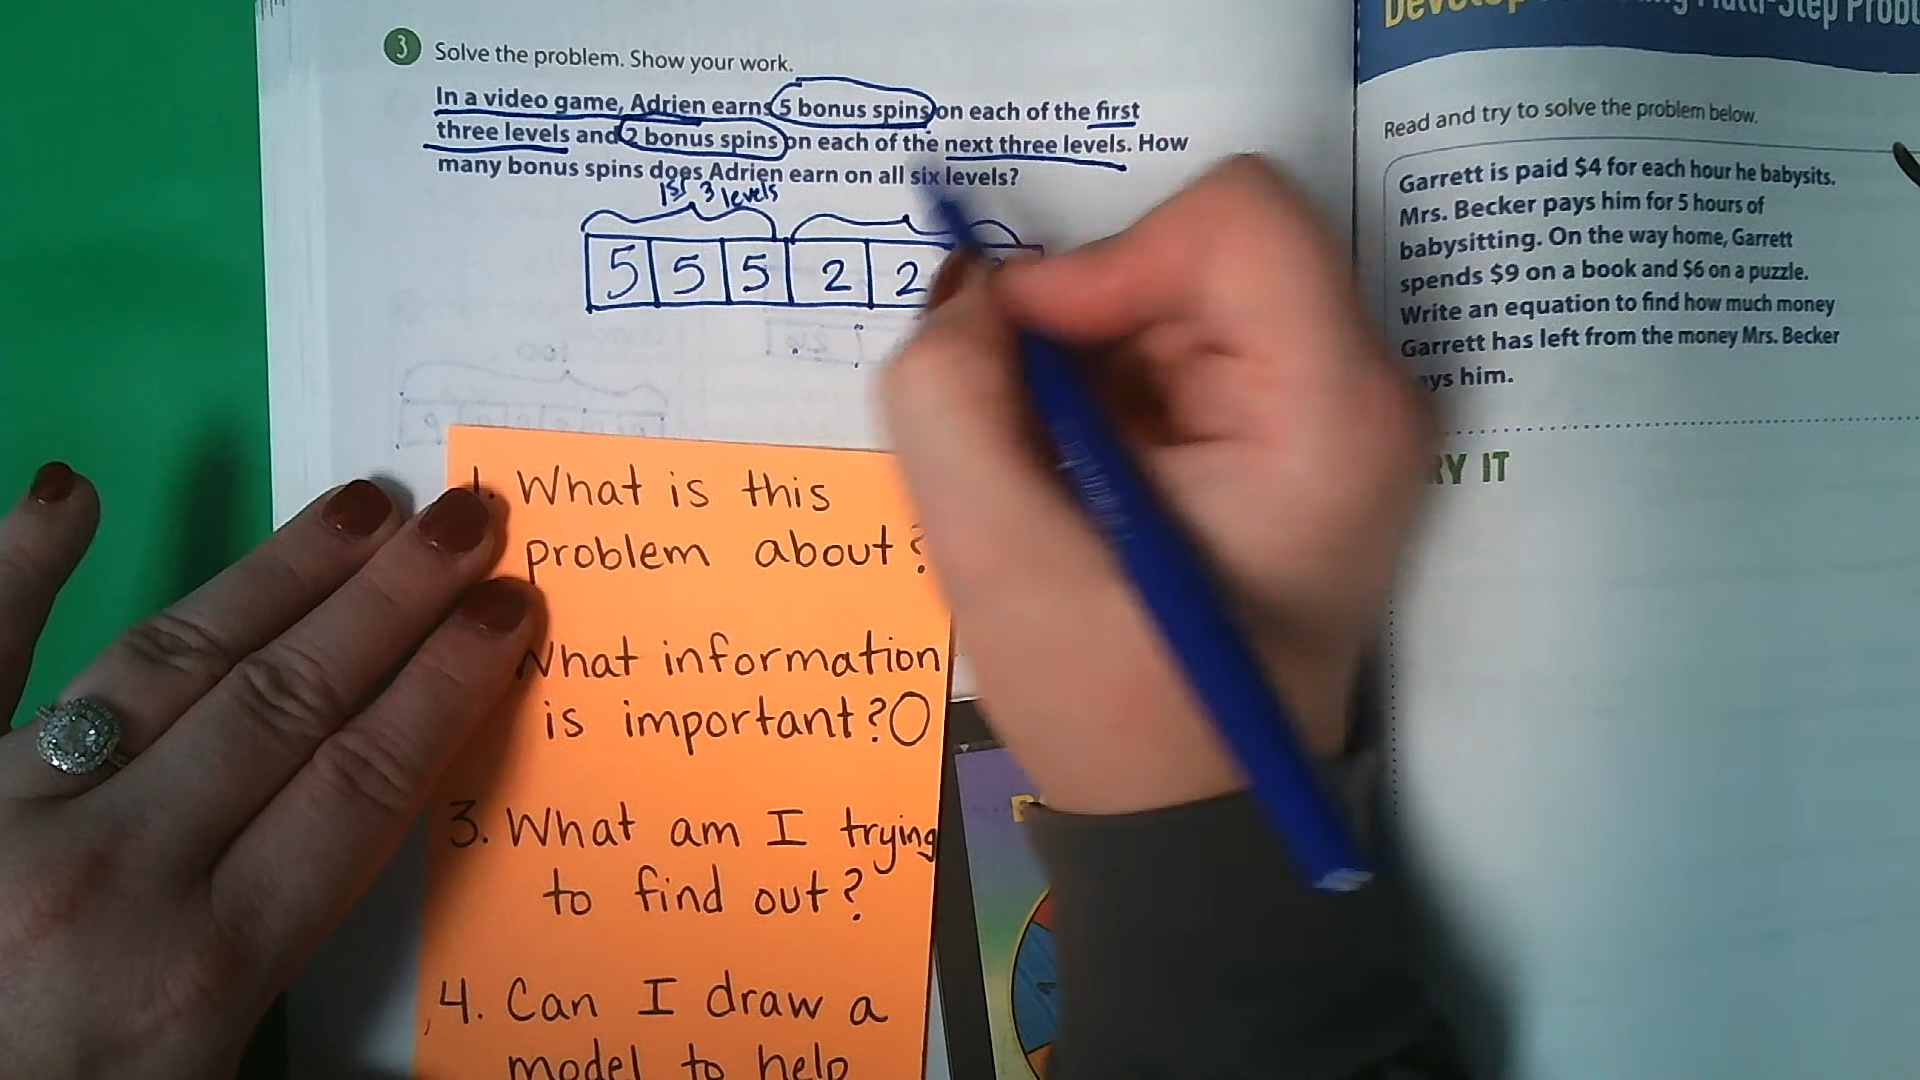 3 Solve the problem. Show your work.
In a video game, Adrien earns 5 bonus spins on each of the first
three levels and 2 bonus spins on each of the next three levels. How
many bonus spins does Adrien earn on all six levels?
1st 3 levels
5 5 5 2 2
100
1. What is this
problem about?
What information
is important?
3. What am I trying
to find out?
4. Can I draw a
model to help
Read and try to solve the problem below.
Garrett is paid $4 for each hour he babysits.
Mrs. Becker pays him for 5 hours of
babysitting. On the way home, Garrett
spends $9 on a book and $6 on a puzzle.
Write an equation to find how much money
Garrett has left from the money Mrs. Becker
him.
IT